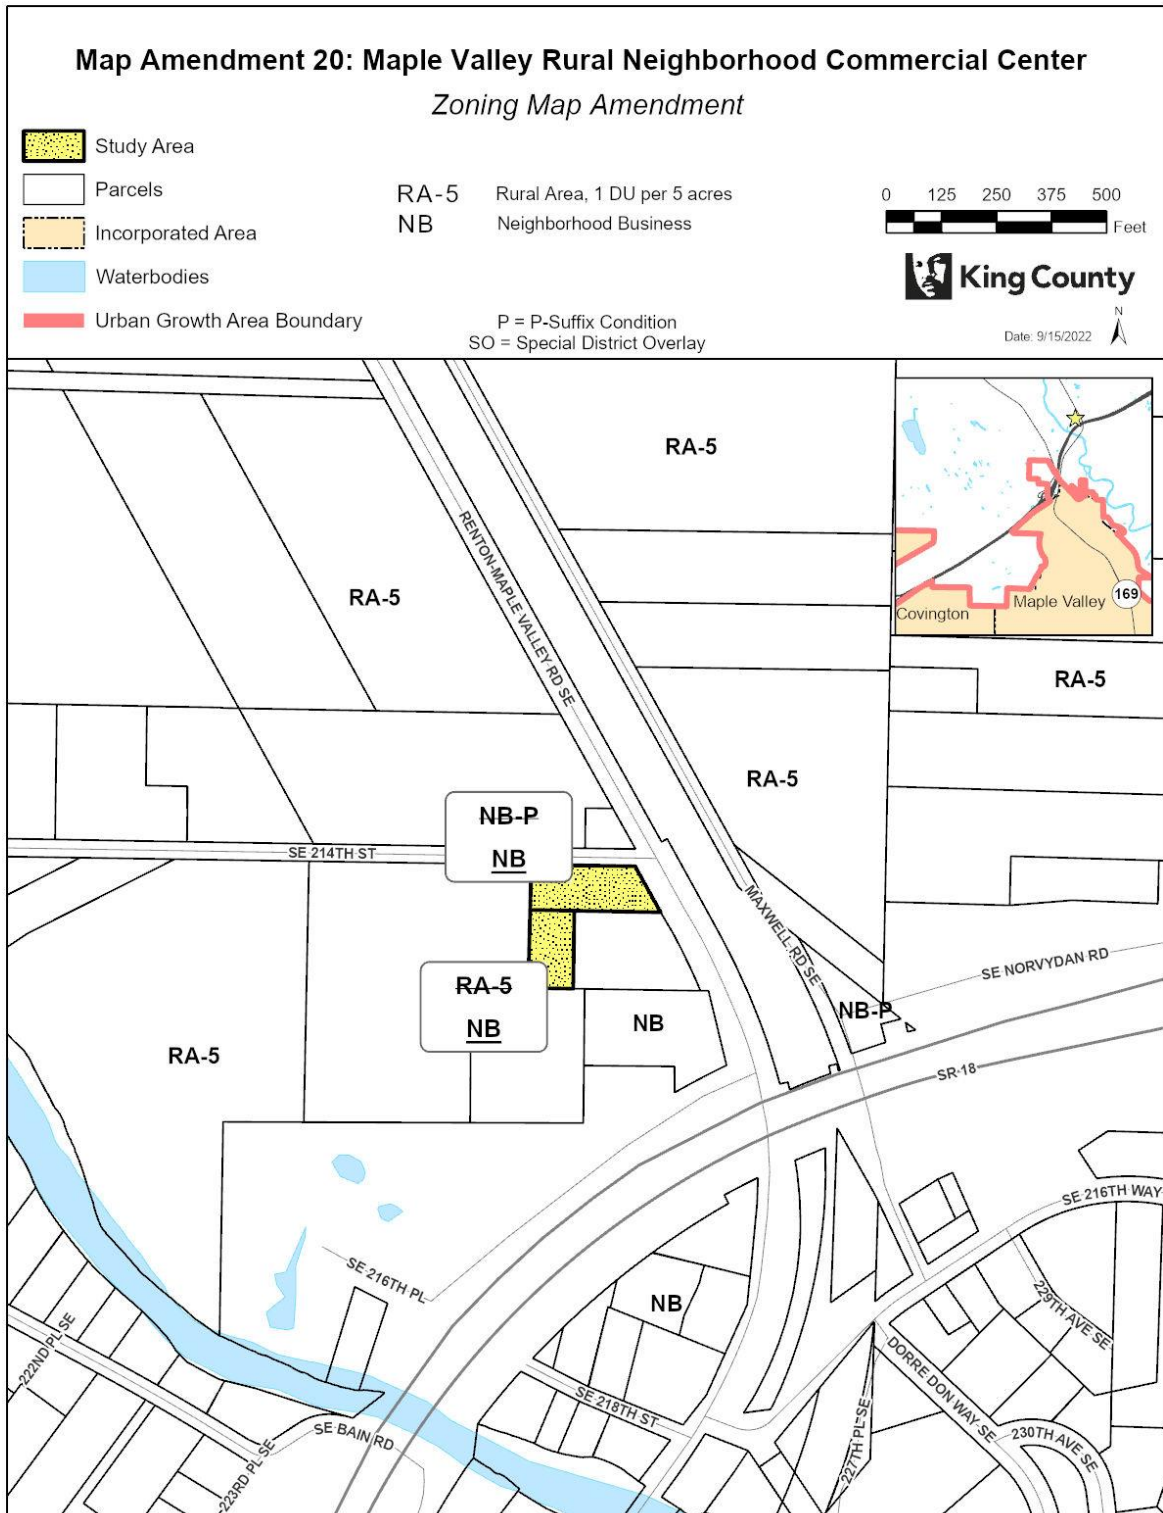 Map Amendment 20: Maple Valley Rural Neighborhood Commercial Center
Zoning Map Amendment
Study Area
Parcels
Incorporated Area
Waterbodies
Urban Growth Area Boundary
RA-5 Rural Area, 1 DU per 5 acres
NB Neighborhood Business
P = P-Suffix Condition
SO = Special District Overlay
0 125 250 375 500
Feet
King County
N
Date: 9/15/2022
RA-5
Covington
Maple Valley
169
RENTON-MAPLE VALLEY RD SE
RA-5
RA-5
RA-5
NB-P
NB
SE 214TH ST
MAXWELL RD SE
SE NORVYDAN RD
RA-5
NB
NB
NB-P
RA-5
SR-18
SE 216TH WAY
SE 216TH PL
229TH AVE SE
NB
222ND PL SE
DORRE DON WAY SE
SE 218TH ST
SE BAIN RD
230TH AVE SE
227TH PL SE
223RD PL SE